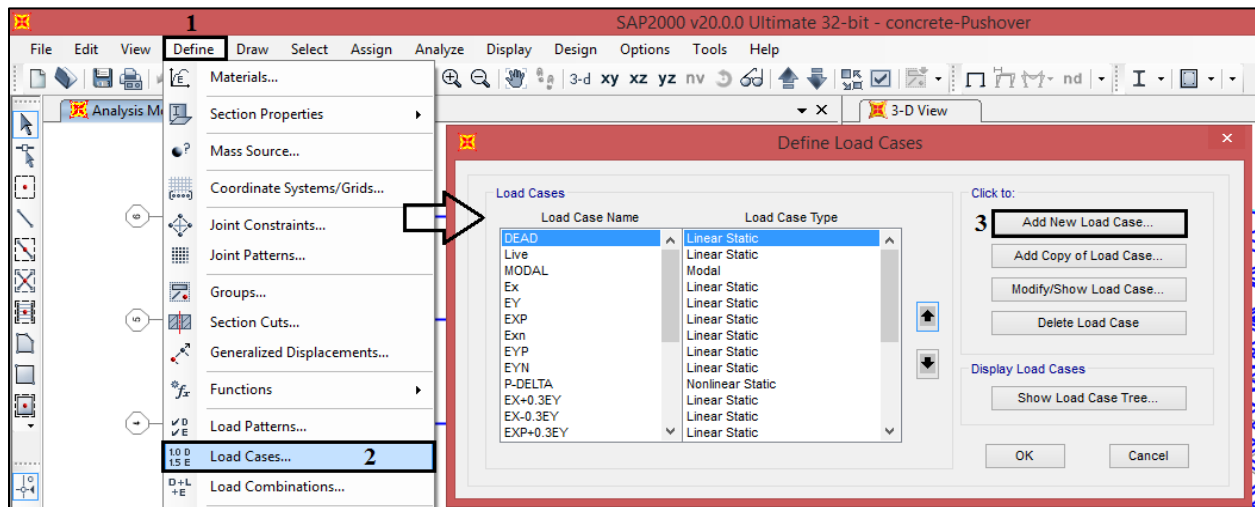 SAP2000 v20.0.0 Ultimate 32-bit - concrete-Pushover
1
File Edit View Define Draw Select Assign Analyze Display Design Options Tools Help
3-d xy xz yz nv nd
Materials...
Section Properties
Mass Source...
Coordinate Systems/Grids...
Joint Constraints...
Joint Patterns...
Groups...
Section Cuts...
Generalized Displacements...
Functions
Load Patterns...
Load Cases... 2
Load Combinations...
Analysis M
3-D View
Define Load Cases
Load Cases
Load Case Name Load Case Type
DEAD Linear Static
Live Linear Static
MODAL Modal
Ex Linear Static
EY Linear Static
EXP Linear Static
Exn Linear Static
EYP Linear Static
EYN Linear Static
P-DELTA Nonlinear Static
EX+0.3EY Linear Static
EX-0.3EY Linear Static
EXP+0.3EY Linear Static
Click to:
3 Add New Load Case...
Add Copy of Load Case...
Modify/Show Load Case...
Delete Load Case
Display Load Cases
Show Load Case Tree...
OK Cancel